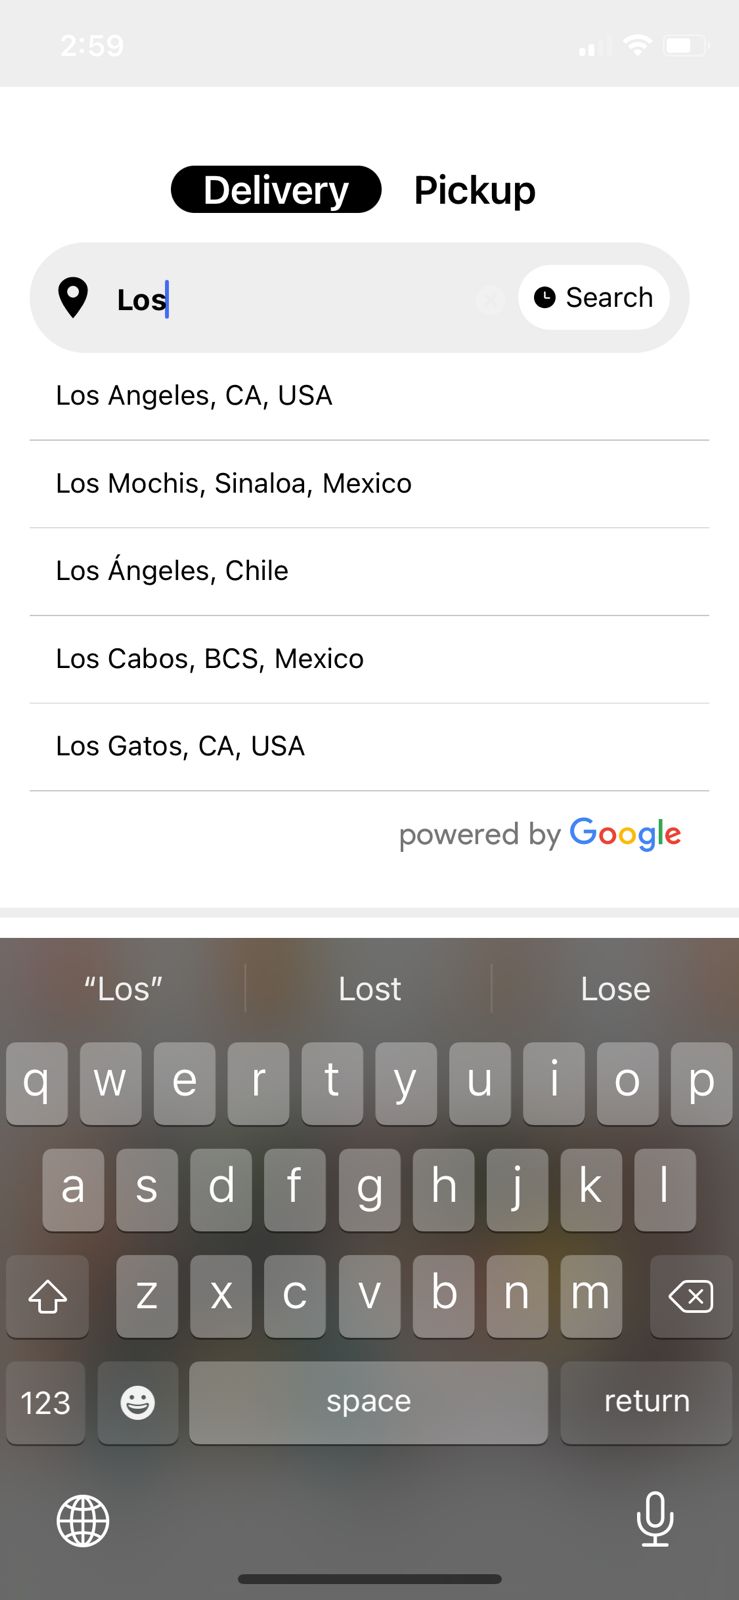 2:59
Delivery Pickup
Los Search
Los Angeles, CA, USA
Los Mochis, Sinaloa, Mexico
Los Ángeles, Chile
Los Cabos, BCS, Mexico
Los Gatos, CA, USA
powered by Google
“Los” Lost Lose
q w e r t y u i o p
a s d f g h j k l
z x c v b n m
123 space return